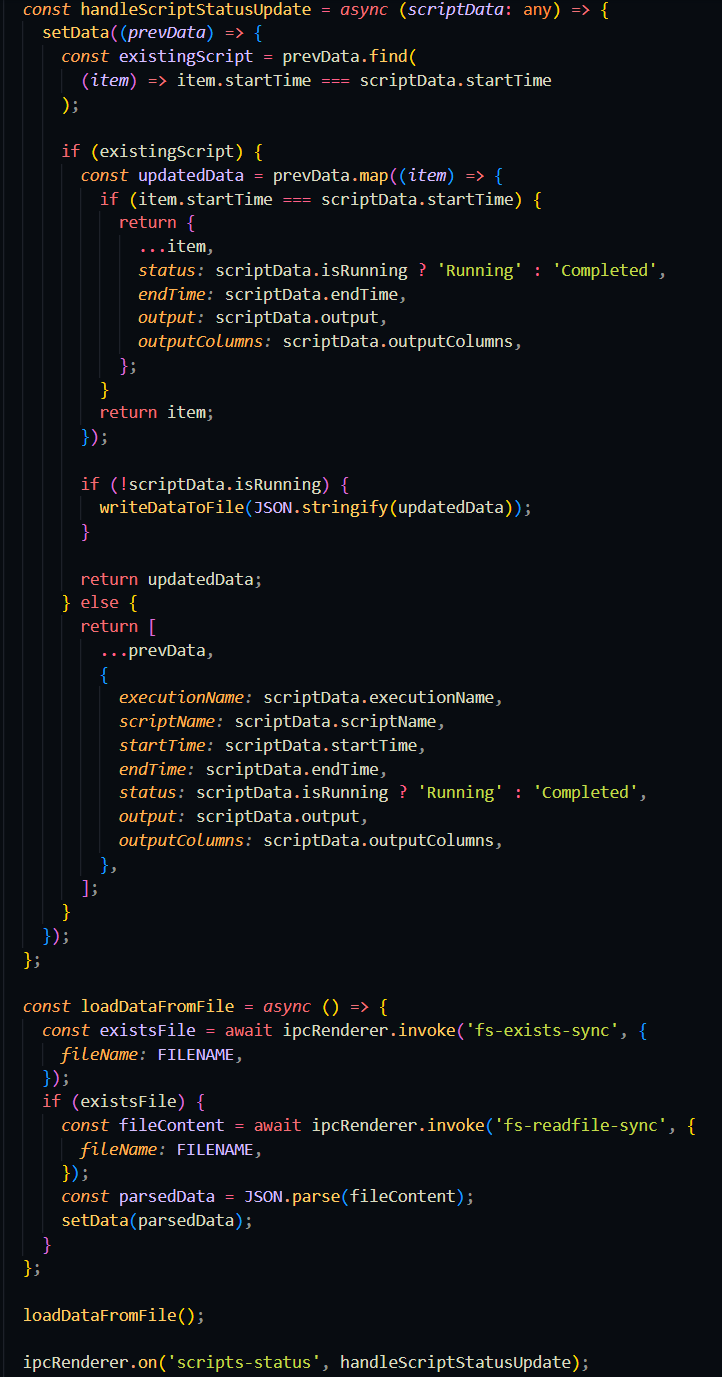 const handleScriptStatusUpdate = async (scriptData: any) => {
  setData((prevData) => {
    const existingScript = prevData.find(
      (item) => item.startTime === scriptData.startTime
    );

    if (existingScript) {
      const updatedData = prevData.map((item) => {
        if (item.startTime === scriptData.startTime) {
          return {
            ...item,
            status: scriptData.isRunning ? 'Running' : 'Completed',
            endTime: scriptData.endTime,
            output: scriptData.output,
            outputColumns: scriptData.outputColumns,
          };
        }
        return item;
      });

      if (!scriptData.isRunning) {
        writeDataToFile(JSON.stringify(updatedData));
      }

      return updatedData;
    } else {
      return [
        ...prevData,
        {
          executionName: scriptData.executionName,
          scriptName: scriptData.scriptName,
          startTime: scriptData.startTime,
          endTime: scriptData.endTime,
          status: scriptData.isRunning ? 'Running' : 'Completed',
          output: scriptData.output,
          outputColumns: scriptData.outputColumns,
        },
      ];
    }
  });
};

const loadDataFromFile = async () => {
  const existsFile = await ipcRenderer.invoke('fs-exists-sync', {
    fileName: FILENAME,
  });
  if (existsFile) {
    const fileContent = await ipcRenderer.invoke('fs-readfile-sync', {
      fileName: FILENAME,
    });
    const parsedData = JSON.parse(fileContent);
    setData(parsedData);
  }
};

loadDataFromFile();

ipcRenderer.on('scripts-status', handleScriptStatusUpdate);